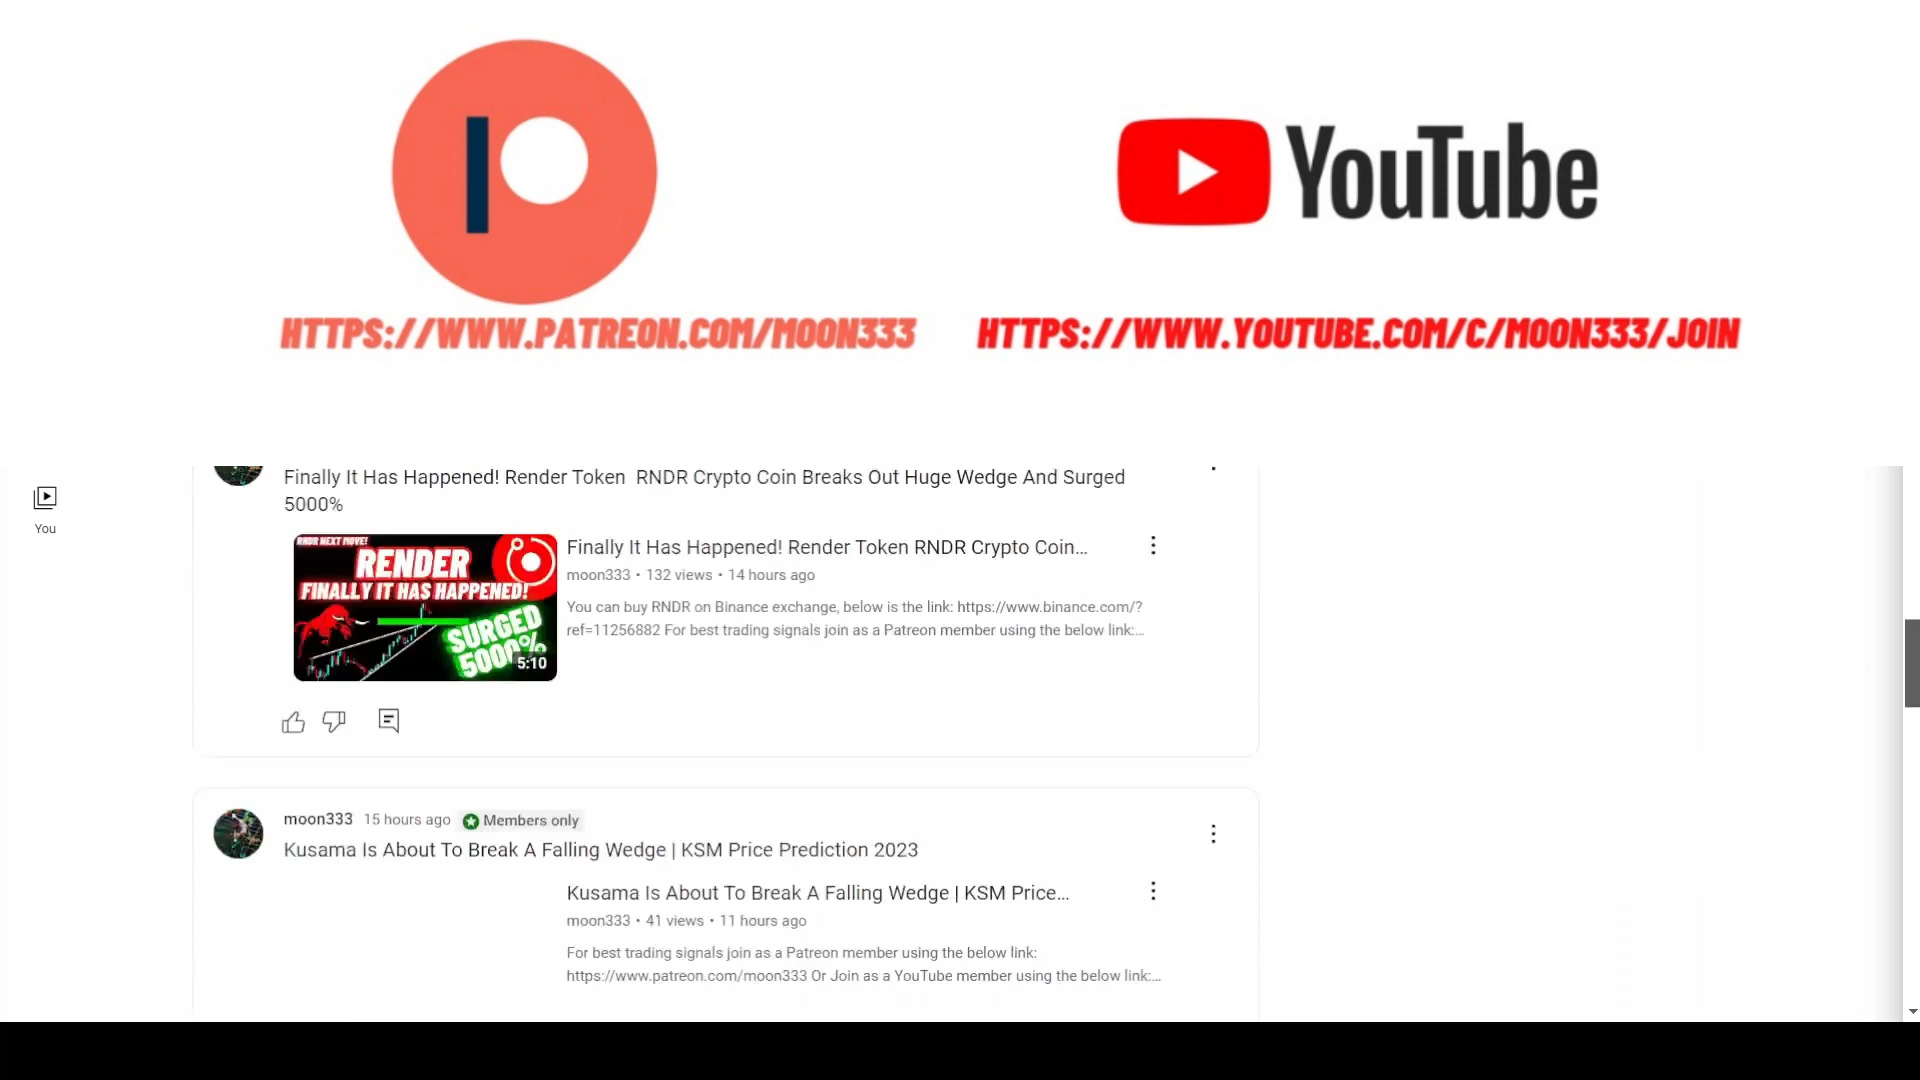 YouTube
HTTPS://WWW.PATREON.COM/MOON333
HTTPS://WWW.YOUTUBE.COM/C/MOON333/JOIN
You
Finally It Has Happened! Render Token  RNDR Crypto Coin Breaks Out Huge Wedge And Surged
5000%
RNDR NEXT MOVE!
RENDER
FINALLY IT HAS HAPPENED!
SURGED
5000%
5:10
Finally It Has Happened! Render Token RNDR Crypto Coin...
moon333 • 132 views • 14 hours ago
You can buy RNDR on Binance exchange, below is the link: https://www.binance.com/?
ref=11256882 For best trading signals join as a Patreon member using the below link:...
moon333 15 hours ago Members only
Kusama Is About To Break A Falling Wedge | KSM Price Prediction 2023
Kusama Is About To Break A Falling Wedge | KSM Price...
moon333 • 41 views • 11 hours ago
For best trading signals join as a Patreon member using the below link:
https://www.patreon.com/moon333 Or Join as a YouTube member using the below link:...